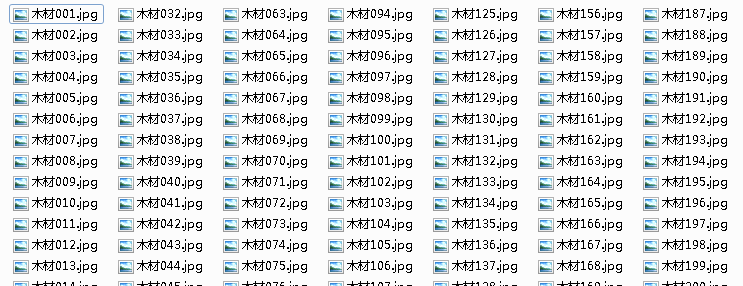 木材001.jpg 木材032.jpg 木材063.jpg 木材094.jpg 木材125.jpg 木材156.jpg 木材187.jpg
木材002.jpg 木材033.jpg 木材064.jpg 木材095.jpg 木材126.jpg 木材157.jpg 木材188.jpg
木材003.jpg 木材034.jpg 木材065.jpg 木材096.jpg 木材127.jpg 木材158.jpg 木材189.jpg
木材004.jpg 木材035.jpg 木材066.jpg 木材097.jpg 木材128.jpg 木材159.jpg 木材190.jpg
木材005.jpg 木材036.jpg 木材067.jpg 木材098.jpg 木材129.jpg 木材160.jpg 木材191.jpg
木材006.jpg 木材037.jpg 木材068.jpg 木材099.jpg 木材130.jpg 木材161.jpg 木材192.jpg
木材007.jpg 木材038.jpg 木材069.jpg 木材100.jpg 木材131.jpg 木材162.jpg 木材193.jpg
木材008.jpg 木材039.jpg 木材070.jpg 木材101.jpg 木材132.jpg 木材163.jpg 木材194.jpg
木材009.jpg 木材040.jpg 木材071.jpg 木材102.jpg 木材133.jpg 木材164.jpg 木材195.jpg
木材010.jpg 木材041.jpg 木材072.jpg 木材103.jpg 木材134.jpg 木材165.jpg 木材196.jpg
木材011.jpg 木材042.jpg 木材073.jpg 木材104.jpg 木材135.jpg 木材166.jpg 木材197.jpg
木材012.jpg 木材043.jpg 木材074.jpg 木材105.jpg 木材136.jpg 木材167.jpg 木材198.jpg
木材013.jpg 木材044.jpg 木材075.jpg 木材106.jpg 木材137.jpg 木材168.jpg 木材199.jpg